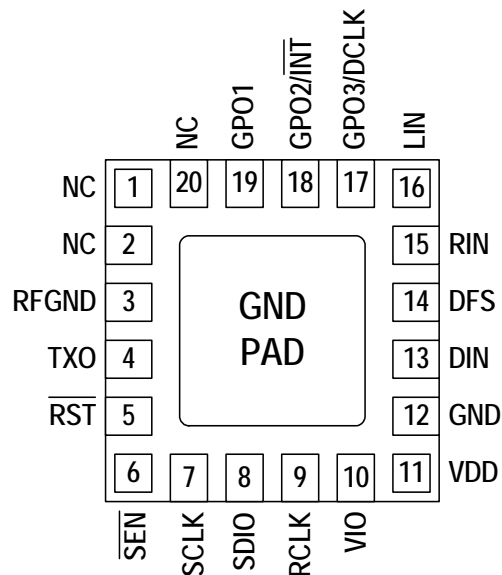 NC
GPO1
GPO2/INT
GPO3/DCLK
LIN
NC 1 20 19 18 17 16
NC 2 15 RIN
RFGND 3 GND 14 DFS
TXO 4 PAD 13 DIN
RST 5 12 GND
6 7 8 9 10 11 VDD
SEN
SCLK
SDIO
RCLK
VIO